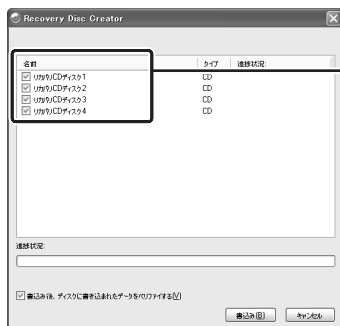 Recovery Disc Creator
名前 タイプ 進捗状況:
リカバリCDディスク1 CD
リカバリCDディスク2 CD
リカバリCDディスク3 CD
リカバリCDディスク4 CD
進捗状況:
書込み後、ディスクに書き込まれたデータをベリファイする(V)
書込み(B) キャンセル